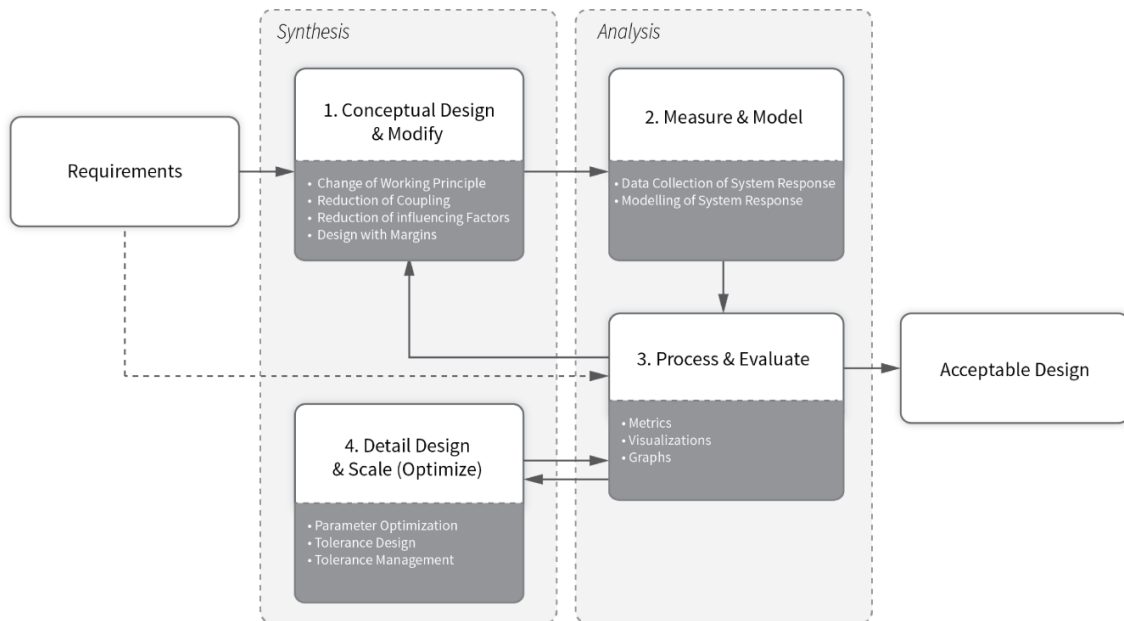 Synthesis
Analysis
Requirements
1. Conceptual Design
& Modify
• Change of Working Principle
• Reduction of Coupling
• Reduction of influencing Factors
• Design with Margins
2. Measure & Model
• Data Collection of System Response
• Modelling of System Response
3. Process & Evaluate
• Metrics
• Visualizations
• Graphs
Acceptable Design
4. Detail Design
& Scale (Optimize)
• Parameter Optimization
• Tolerance Design
• Tolerance Management